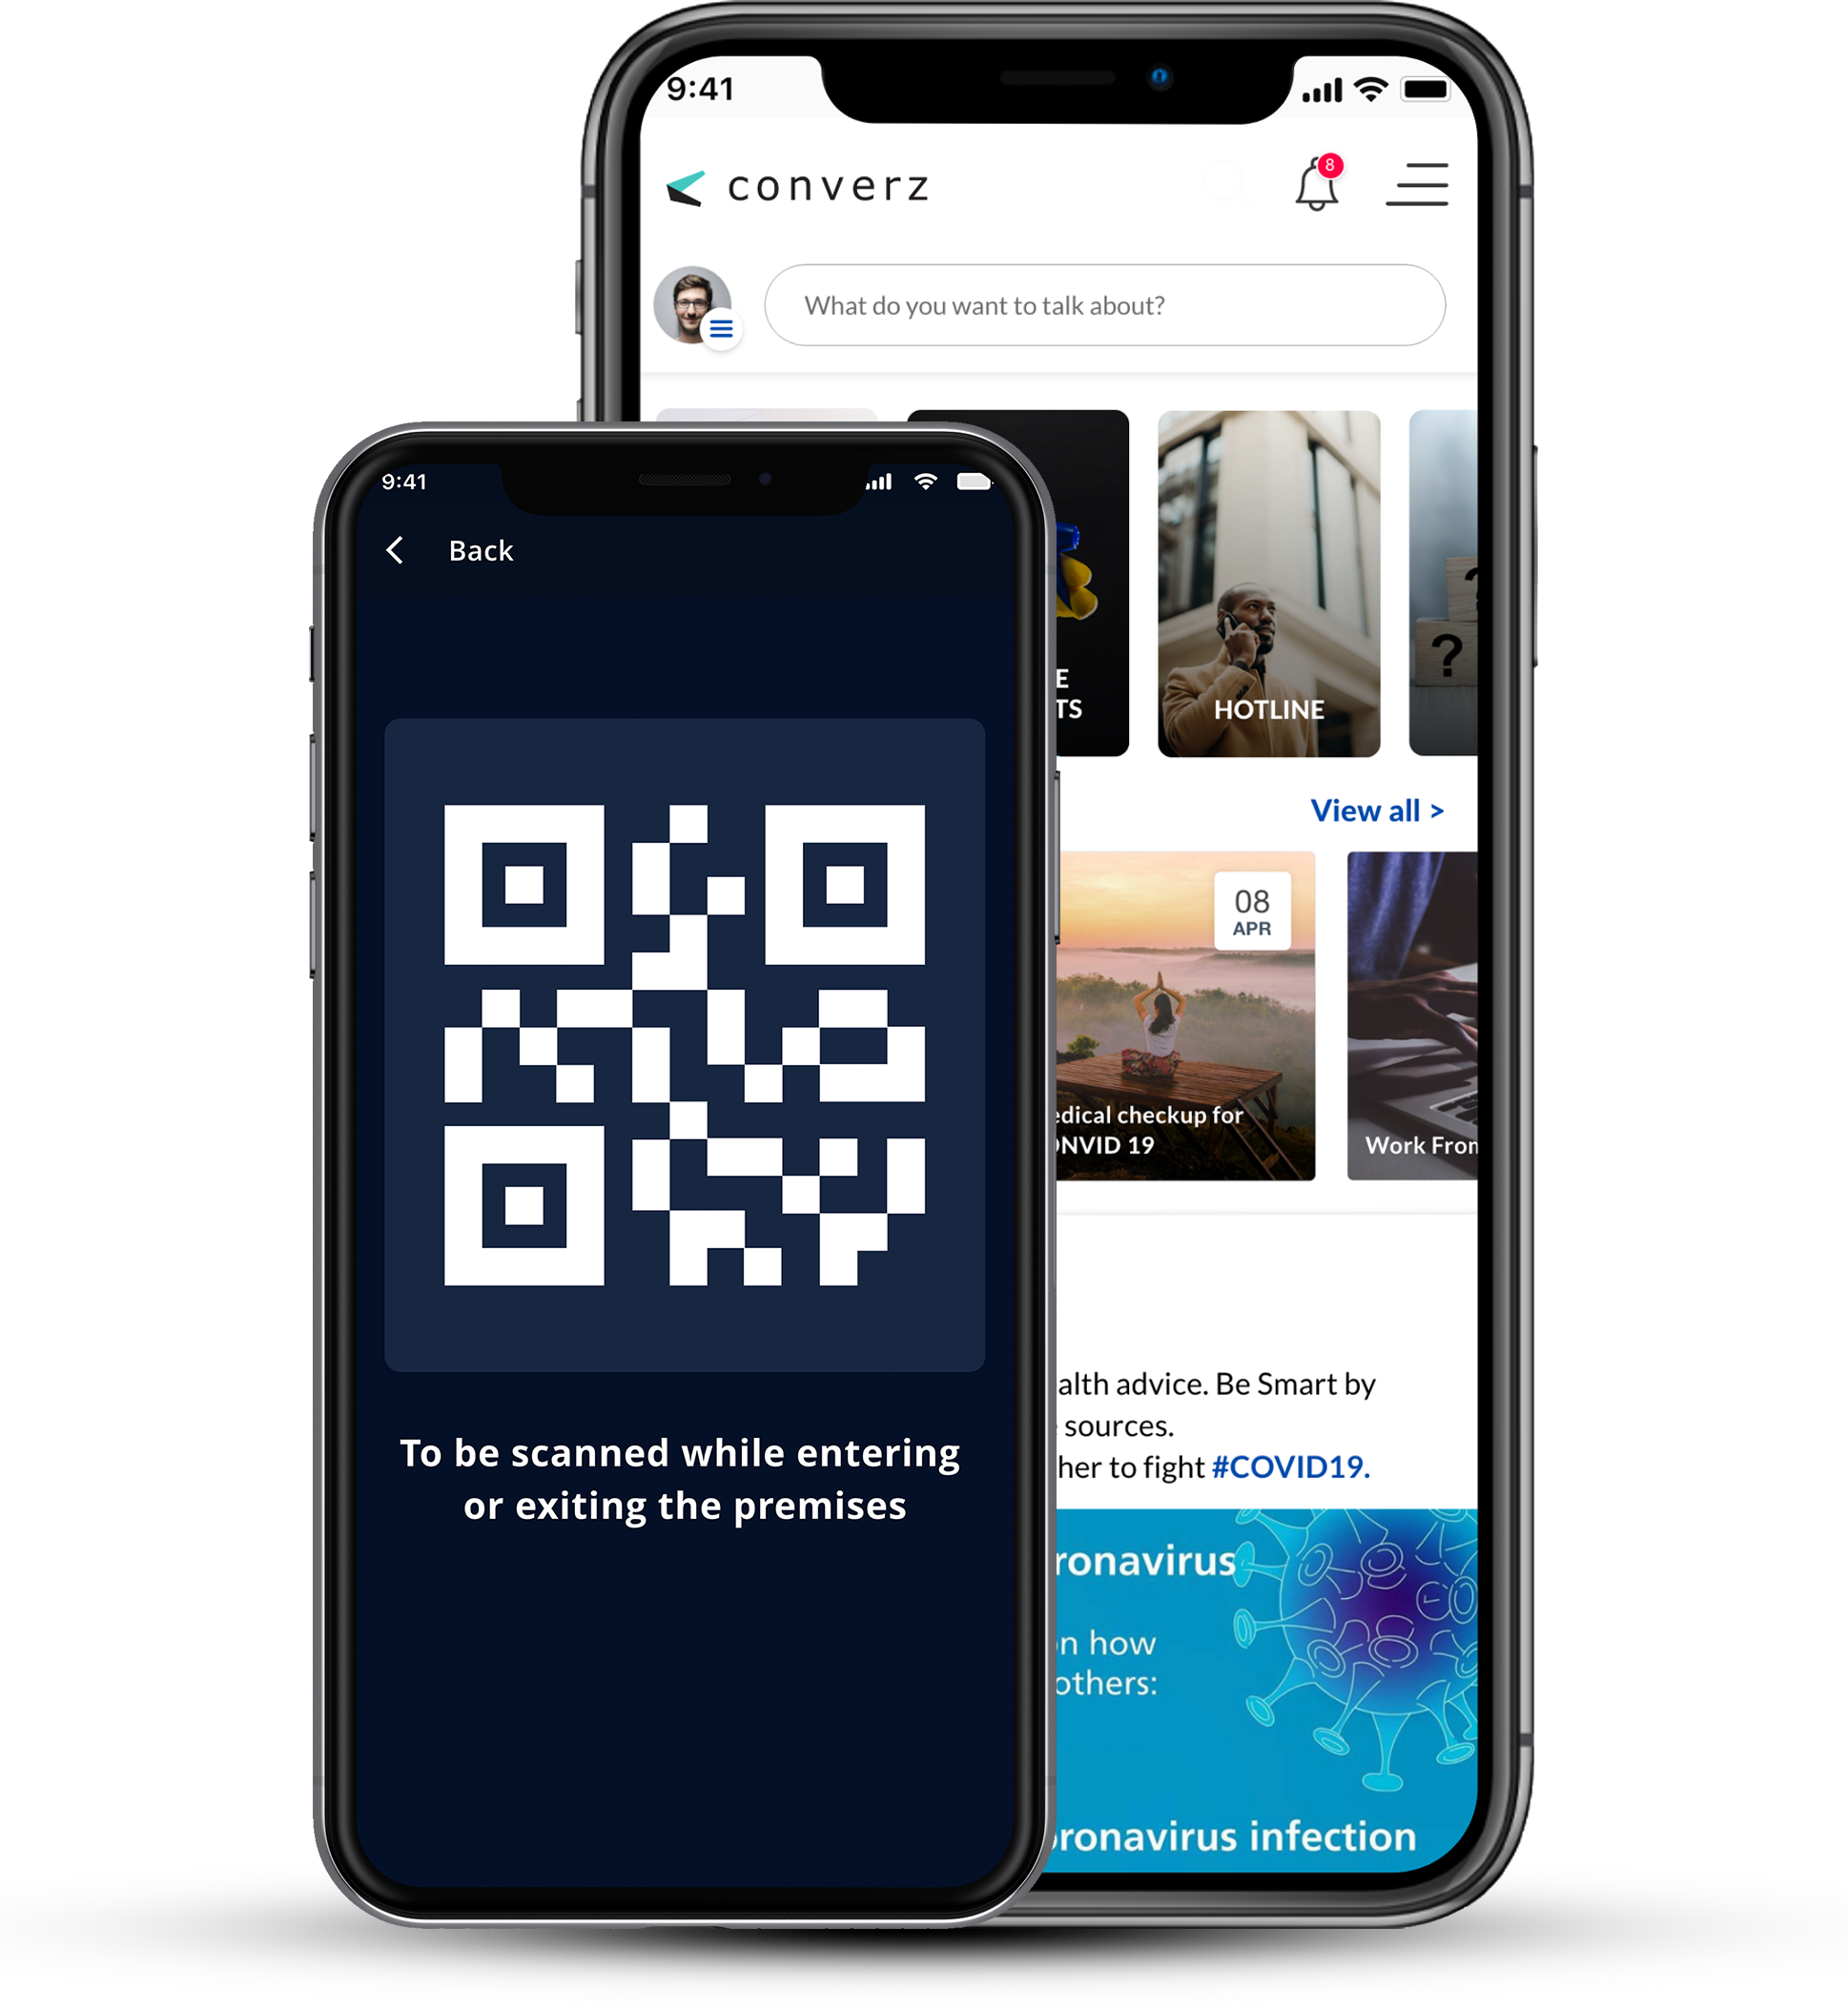 9:41
converz
8
What do you want to talk about?
9:41
Back
E
TS
HOTLINE
?
?
View all >
08
APR
edical checkup for
NVID 19
Work Fron
To be scanned while entering
or exiting the premises
alth advice. Be Smart by
sources.
her to fight #COVID19.
ronavirus
n how
others:
oronavirus infection